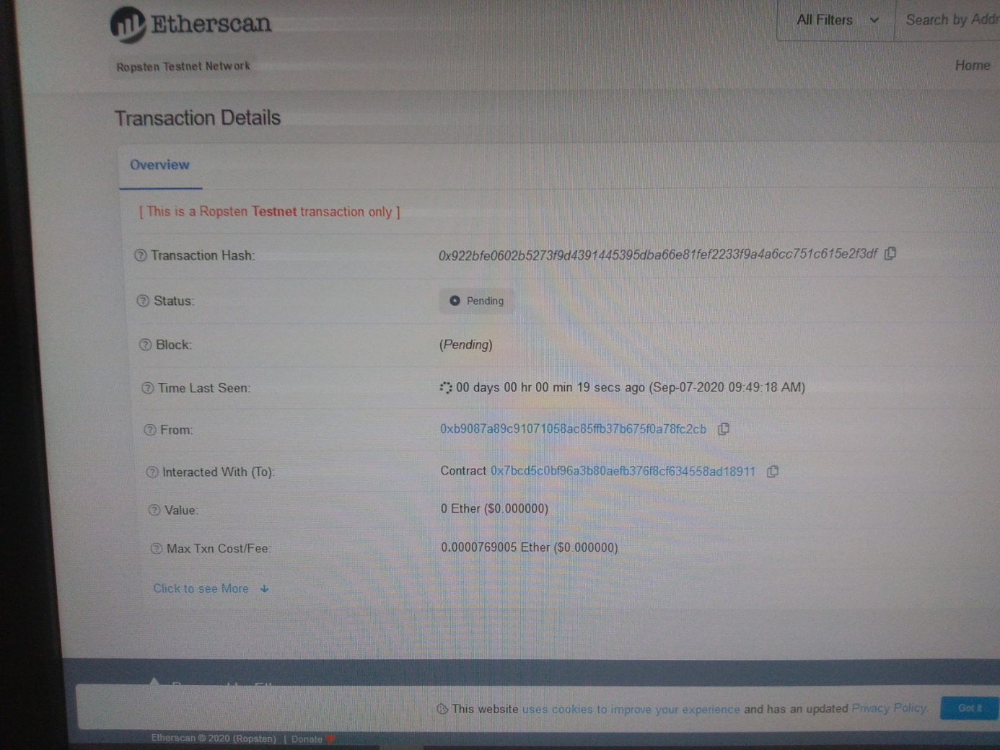 Etherscan
All Filters
Search by Addr
Ropsten Testnet Network
Home
Transaction Details
Overview
[ This is a Ropsten Testnet transaction only ]
Transaction Hash: 0x922bfe0602b5273f9d4391445395dba66e81fef2233f9a4a6cc751c615e2f3df
Status: Pending
Block: (Pending)
Time Last Seen: 00 days 00 hr 00 min 19 secs ago (Sep-07-2020 09:49:18 AM)
From: 0xb9087a89c91071058ac85ffb37b675f0a78fc2cb
Interacted With (To): Contract 0x7bcd5c0bf96a3b80aefb376f8cf634558ad18911
Value: 0 Ether ($0.000000)
Max Txn Cost/Fee: 0.0000769005 Ether ($0.000000)
Click to see More
This website uses cookies to improve your experience and has an updated Privacy Policy.
Got it
Etherscan © 2020 (Ropsten) | Donate